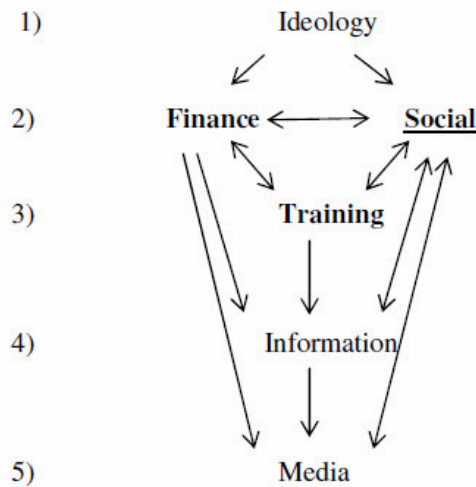 1) Ideology
2) Finance Social
3) Training
4) Information
5) Media